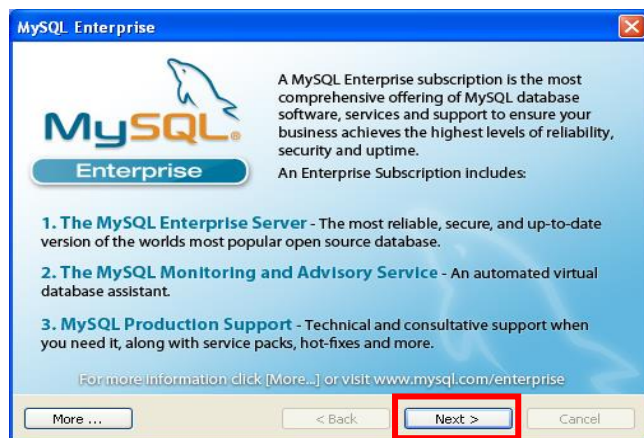 MySQL Enterprise
MySQL®
Enterprise
A MySQL Enterprise subscription is the most
comprehensive offering of MySQL database
software, services and support to ensure your
business achieves the highest levels of reliability,
security and uptime.
An Enterprise Subscription includes:
1. The MySQL Enterprise Server - The most reliable, secure, and up-to-date
version of the worlds most popular open source database.
2. The MySQL Monitoring and Advisory Service - An automated virtual
database assistant.
3. MySQL Production Support - Technical and consultative support when
you need it, along with service packs, hot-fixes and more.
For more information click [More...] or visit www.mysql.com/enterprise
More ...
< Back
Next >
Cancel